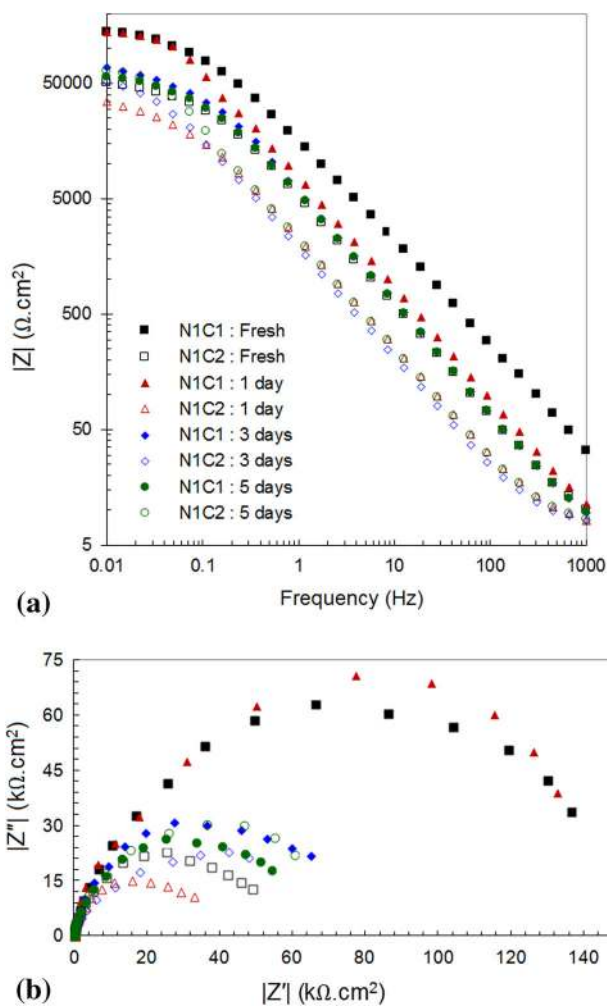 50000
5000
500
50
5
|Z| (Ω.cm²)
N1C1 : Fresh
N1C2 : Fresh
N1C1 : 1 day
N1C2 : 1 day
N1C1 : 3 days
N1C2 : 3 days
N1C1 : 5 days
N1C2 : 5 days
0.01 0.1 1 10 100 1000
(a)
Frequency (Hz)
75
60
45
30
15
0
|Z″| (kΩ.cm²)
0 20 40 60 80 100 120 140
(b)
|Z′| (kΩ.cm²)